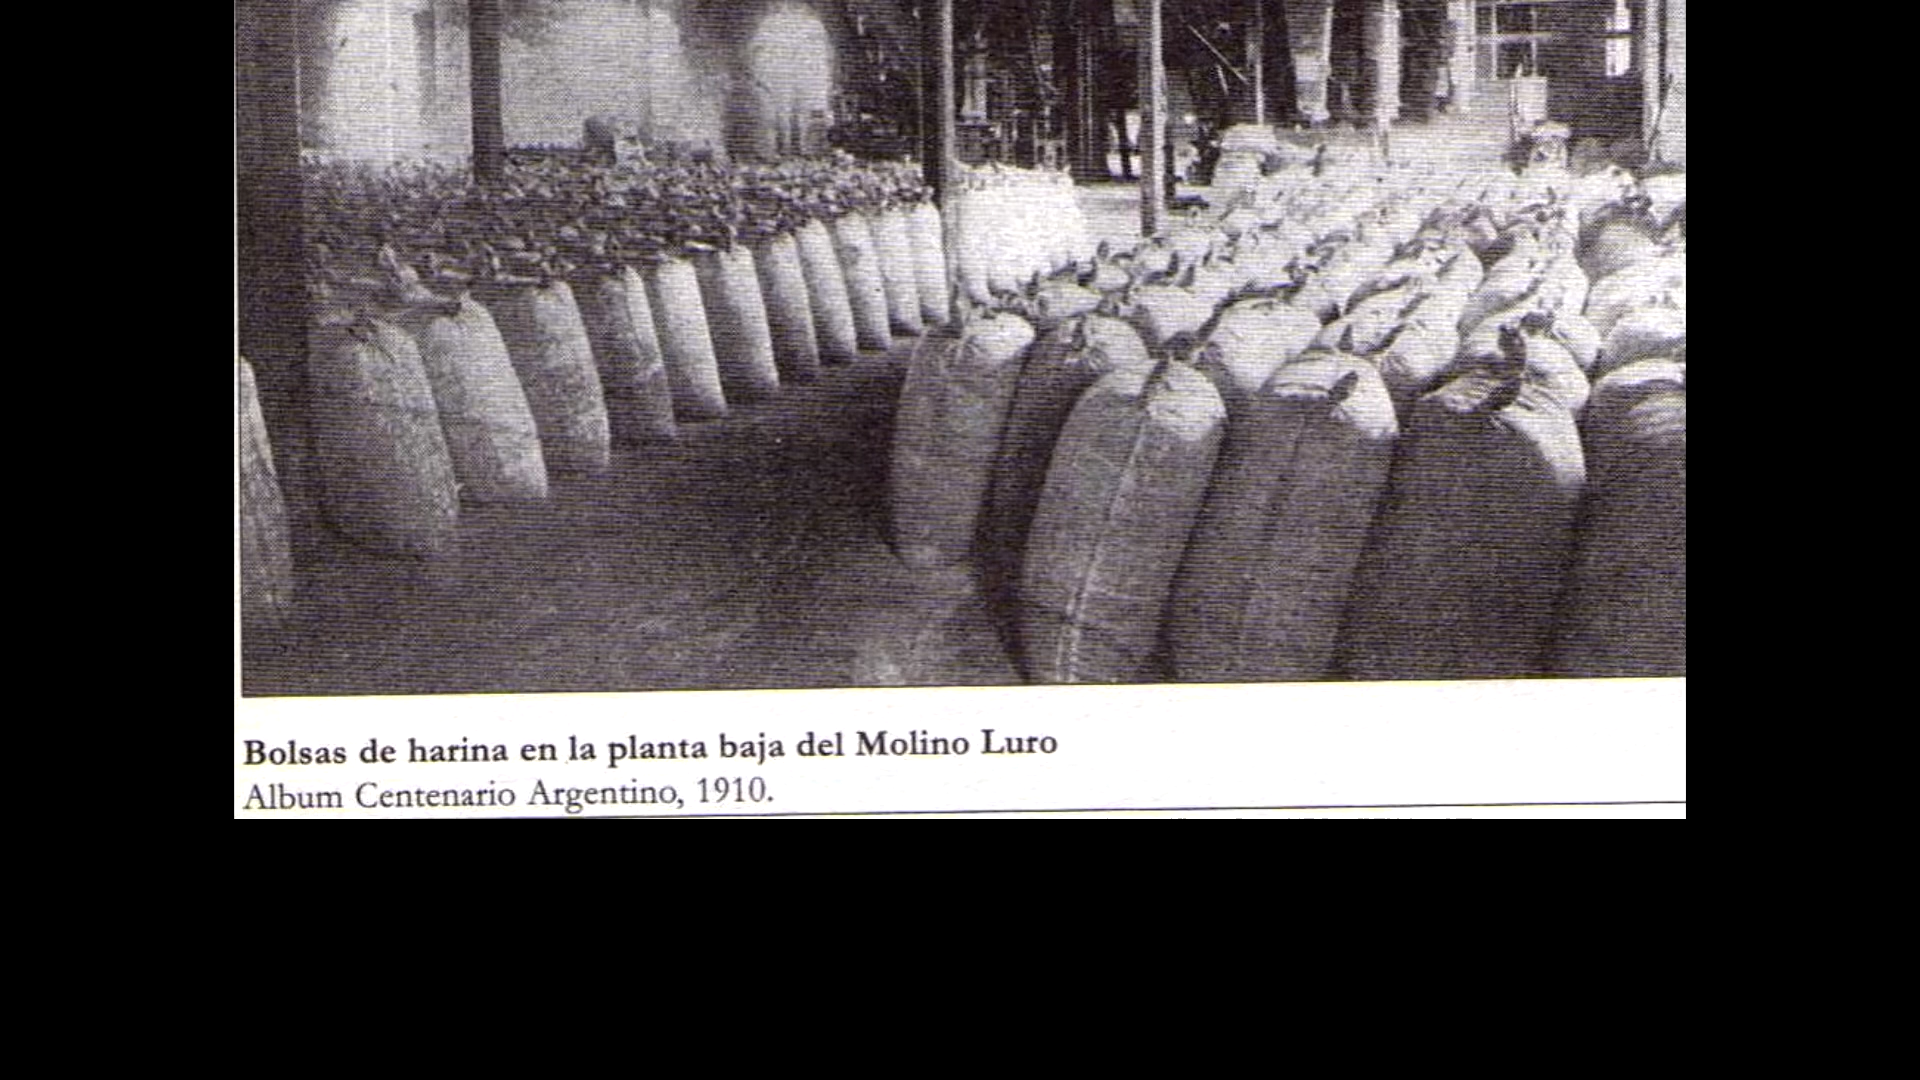 Bolsas de harina en la planta baja del Molino Luro
Album Centenario Argentino, 1910.